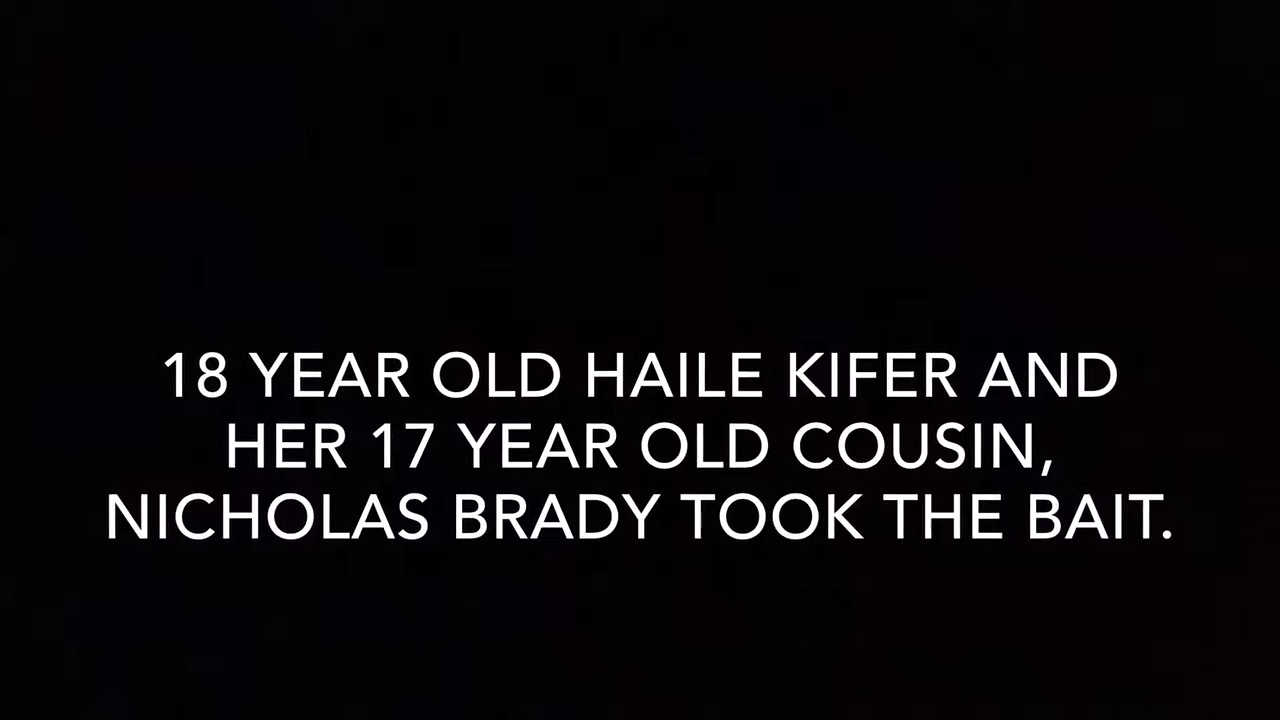 18 YEAR OLD HAILE KIFER AND
HER 17 YEAR OLD COUSIN,
NICHOLAS BRADY TOOK THE BAIT.